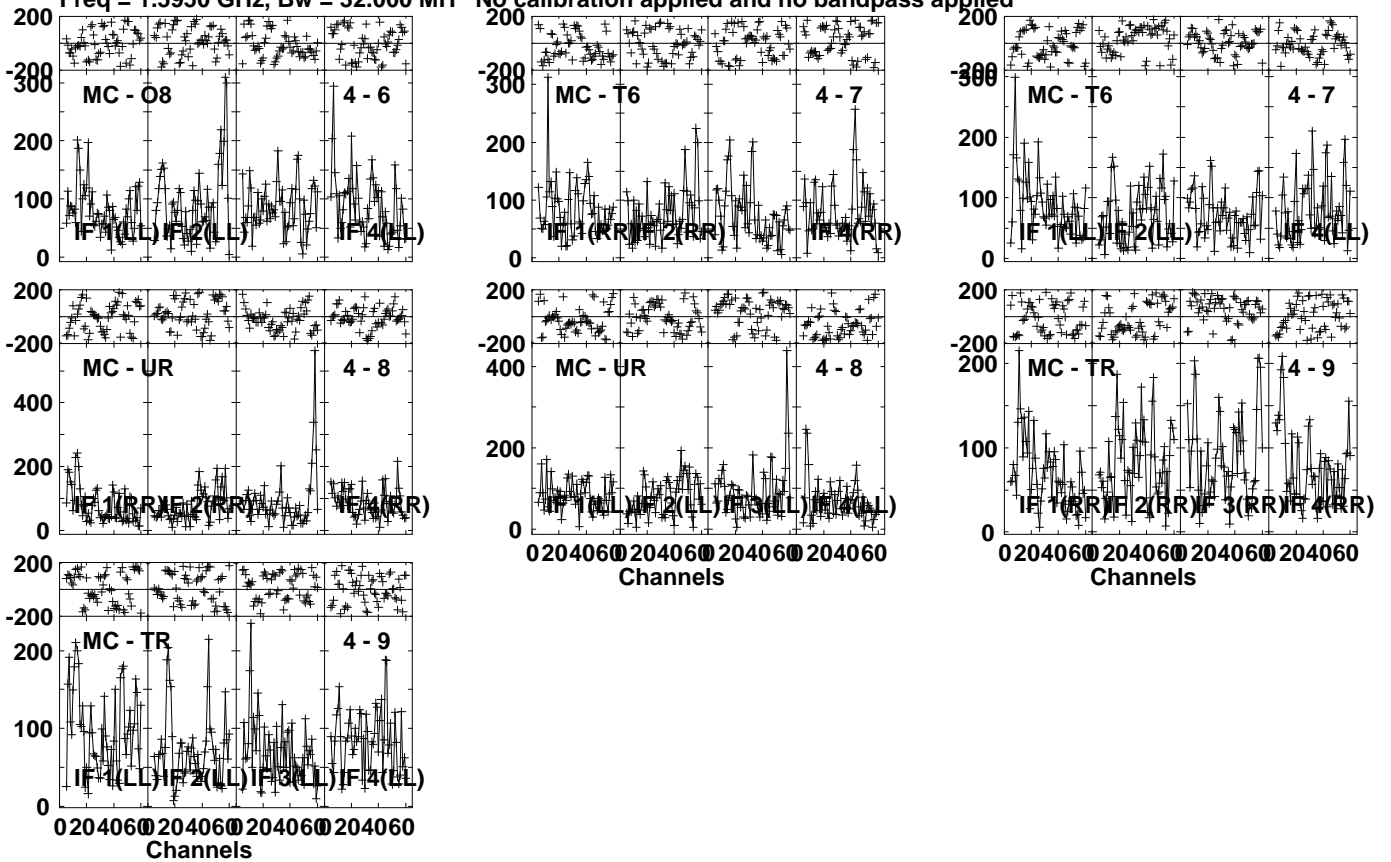 Freq = 1.5950 GHz, Bw = 32.000 MH No calibration applied and no bandpass applied
200
-200
300
200
100
0
MC - O8
4 - 6
IF 1(LL)
IF 2(LL)
IF 4(LL)
200
-200
300
200
100
0
MC - T6
4 - 7
IF 1(RR)
IF 2(RR)
IF 4(RR)
200
-200
300
200
100
0
MC - T6
4 - 7
IF 1(LL)
IF 2(LL)
IF 4(LL)
200
-200
400
200
0
MC - UR
4 - 8
IF 1(RR)
IF 2(RR)
IF 4(RR)
200
-200
400
200
0
MC - UR
4 - 8
IF 1(LL)
IF 2(LL)
IF 3(LL)
IF 4(LL)
0 20 40 60 0 20 40 60 0 20 40 60 0 20 40 60
Channels
200
-200
200
100
0
MC - TR
4 - 9
IF 1(RR)
IF 2(RR)
IF 3(RR)
IF 4(RR)
0 20 40 60 0 20 40 60 0 20 40 60 0 20 40 60
Channels
200
-200
200
100
0
MC - TR
4 - 9
IF 1(LL)
IF 2(LL)
IF 3(LL)
IF 4(LL)
0 20 40 60 0 20 40 60 0 20 40 60 0 20 40 60
Channels